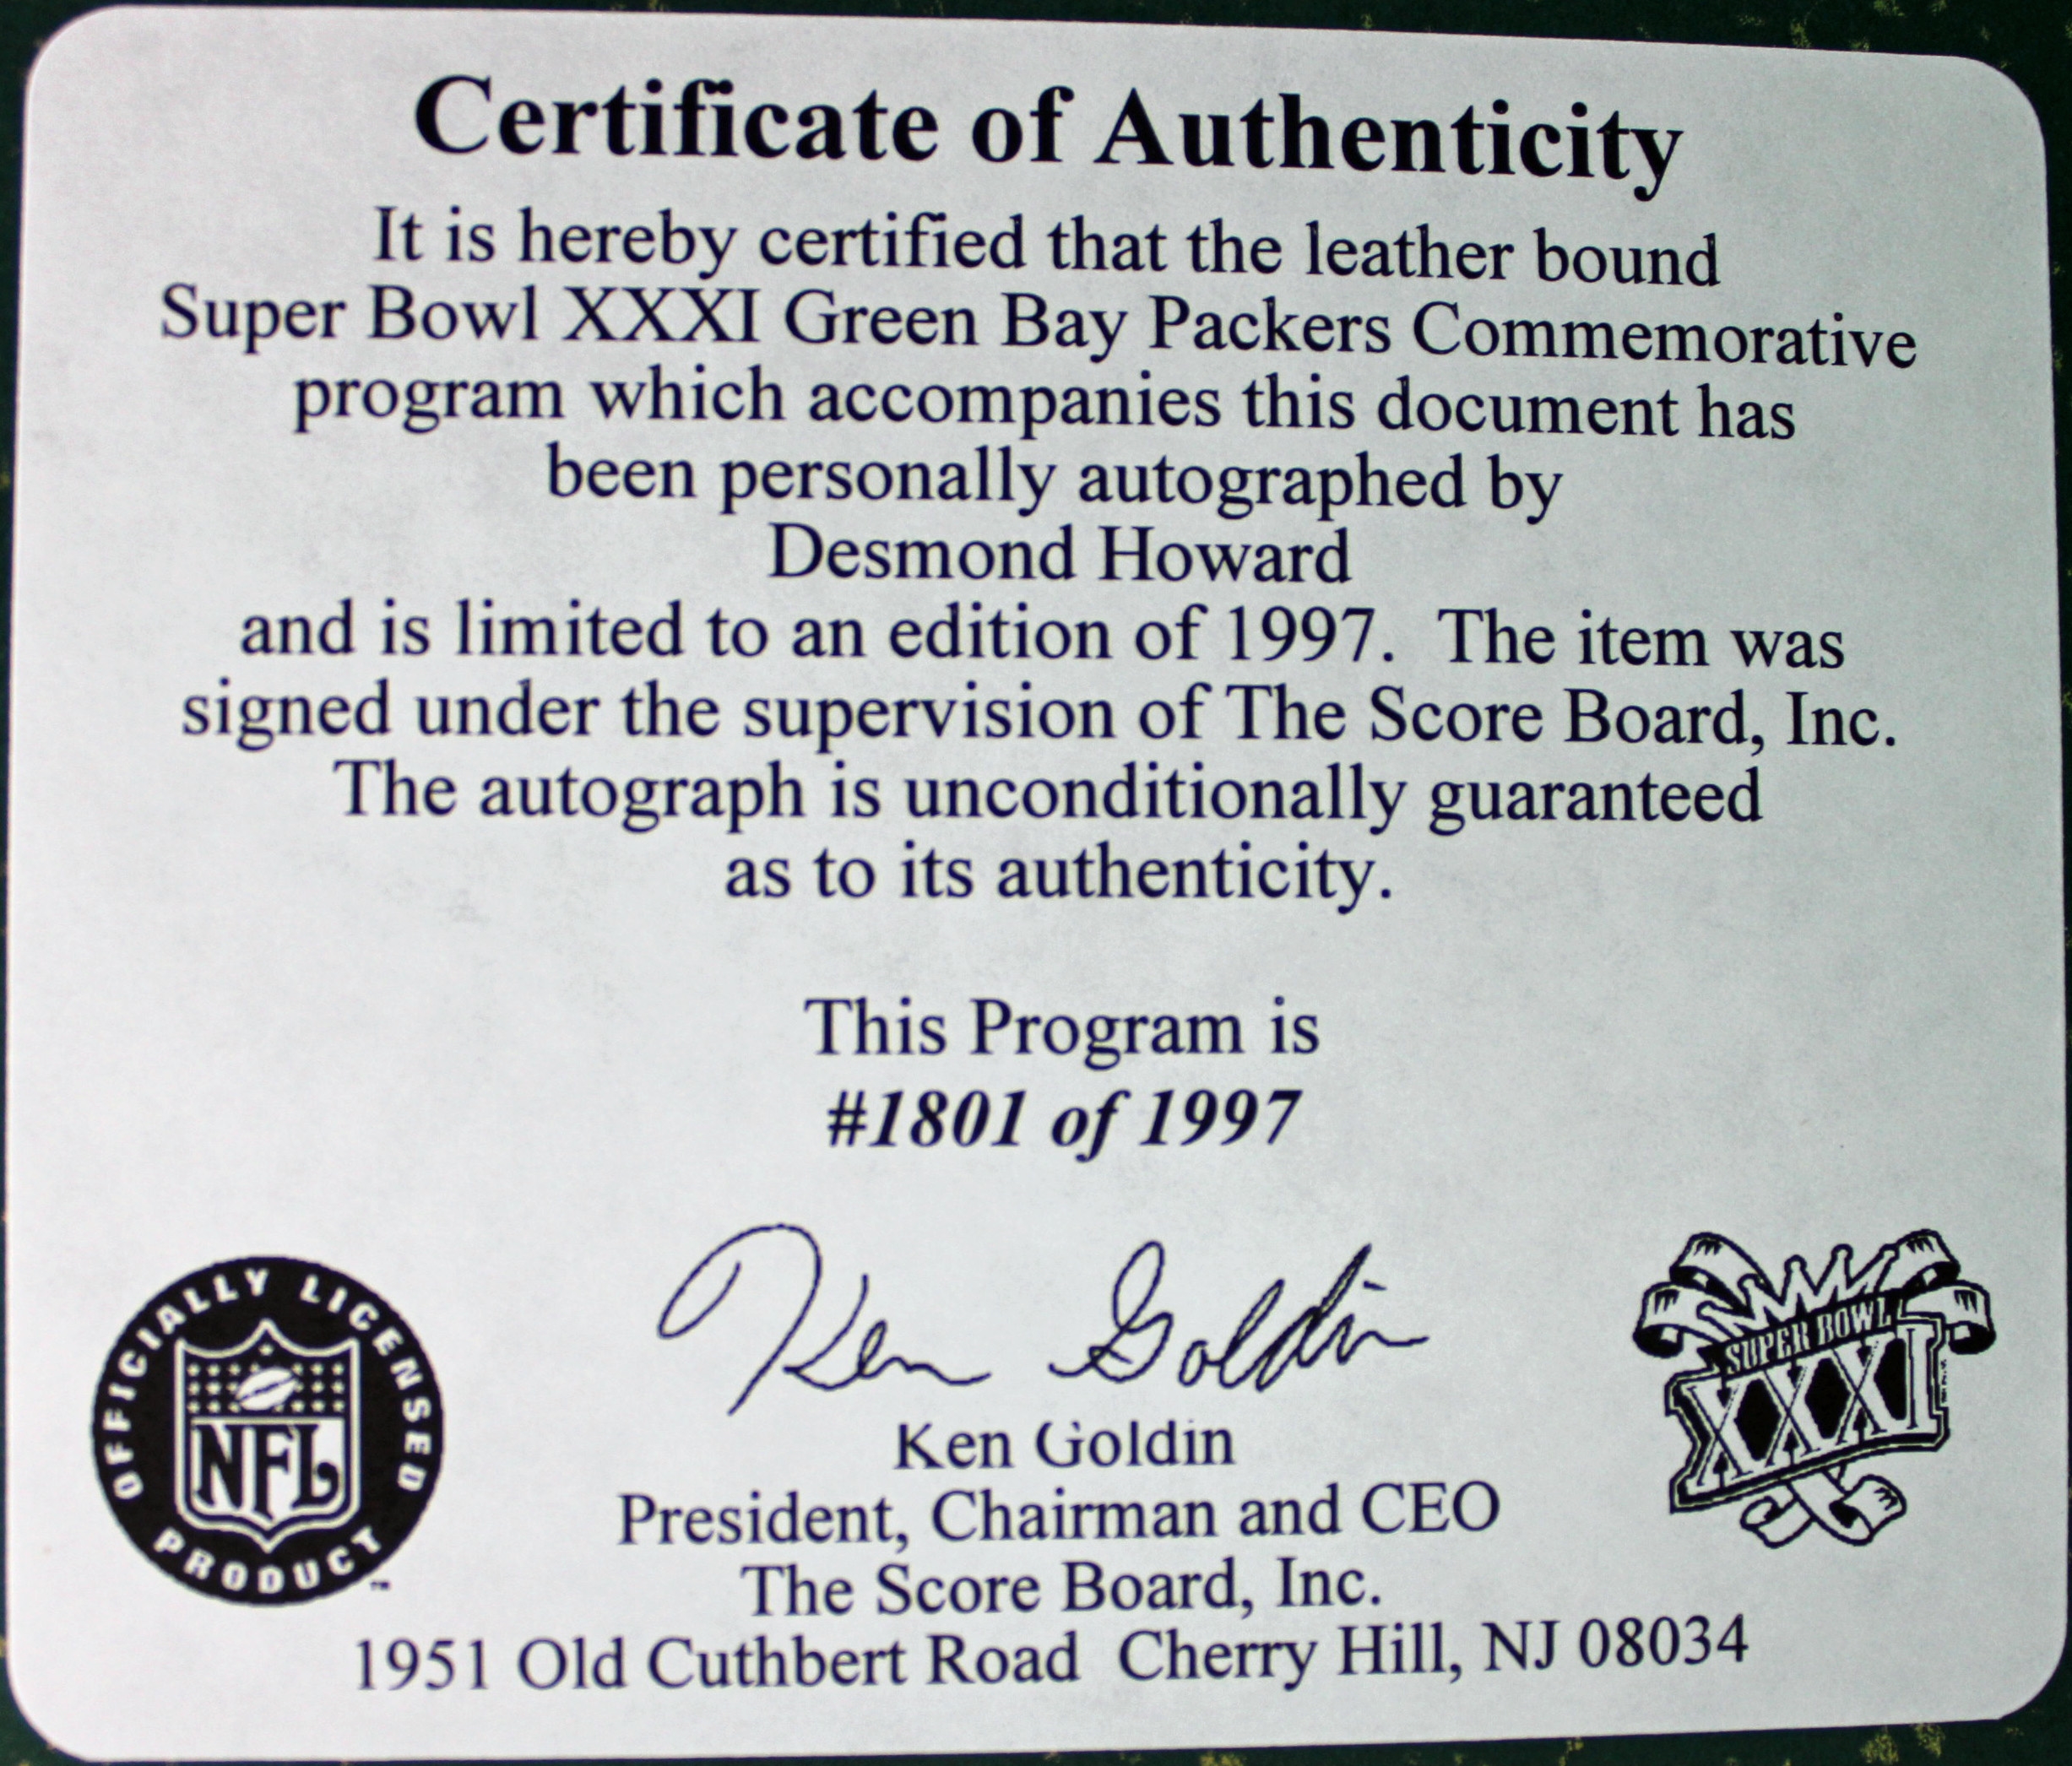 Certificate of Authenticity
It is hereby certified that the leather bound
Super Bowl XXXI Green Bay Packers Commemorative
program which accompanies this document has
been personally autographed by
Desmond Howard
and is limited to an edition of 1997. The item was
signed under the supervision of The Score Board, Inc.
The autograph is unconditionally guaranteed
as to its authenticity.
This Program is
#1801 of 1997
OFFICIALLY LICENSED
NFL
PRODUCT
™
Ken Goldin
SUPER BOWL
XXXI
Ken Goldin
President, Chairman and CEO
The Score Board, Inc.
1951 Old Cuthbert Road Cherry Hill, NJ 08034